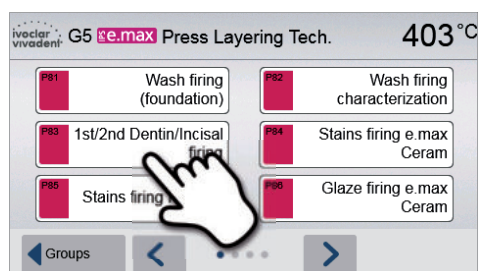 ivoclar
vivadent
G5 e.max Press Layering Tech.
403°C
P81 Wash firing
(foundation)
P82 Wash firing
characterization
P83 1st/2nd Dentin/Incisal
firing
P84 Stains firing e.max
Ceram
P85 Stains firing
P86 Glaze firing e.max
Ceram
Groups